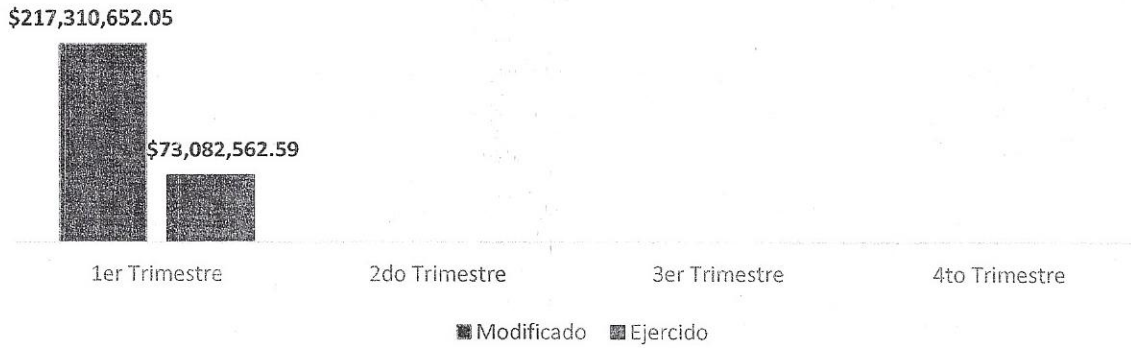 $217,310,652.05
$73,082,562.59
1er Trimestre 2do Trimestre 3er Trimestre 4to Trimestre
Modificado Ejercido